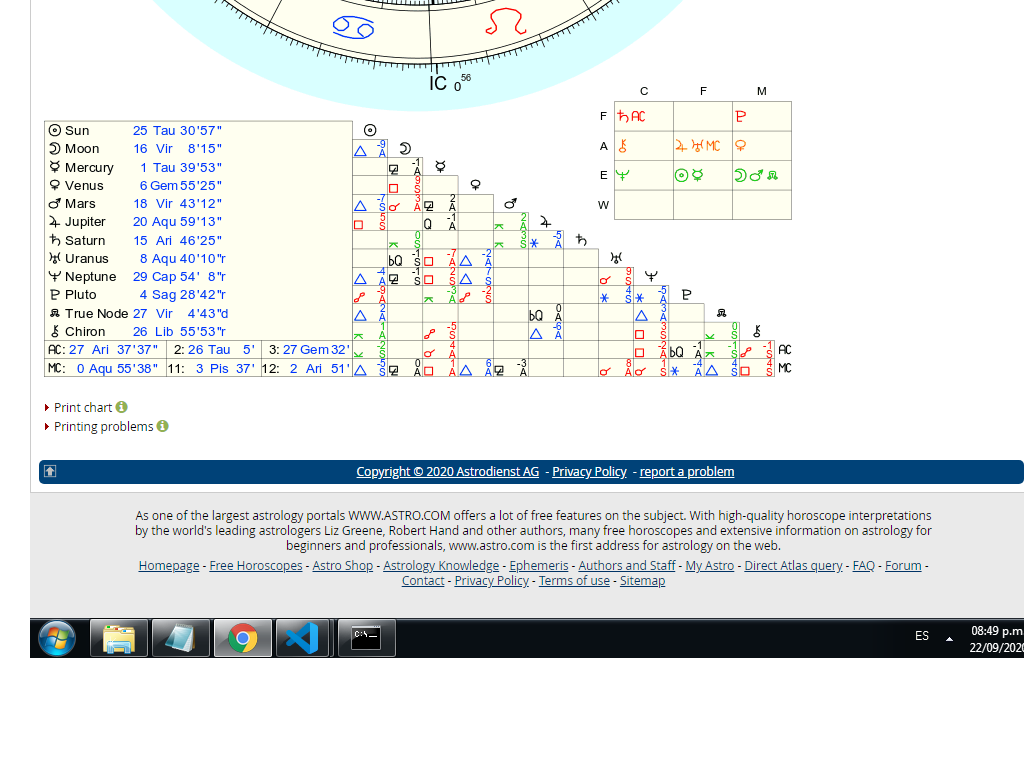 IC 0 56
C F M
F ♄ AC ♇
A ⚷ ♃ ♅ MC ♀
E ♆ ☉ ☿ ☽ ♂ ☊
W
☉ Sun 25 Tau 30'57"
☽ Moon 16 Vir 8'15"
☿ Mercury 1 Tau 39'53"
♀ Venus 6 Gem 55'25"
♂ Mars 18 Vir 43'12"
♃ Jupiter 20 Aqu 59'13"
♄ Saturn 15 Ari 46'25"
♅ Uranus 8 Aqu 40'10"r
♆ Neptune 29 Cap 54' 8"r
♇ Pluto 4 Sag 28'42"r
☊ True Node 27 Vir 4'43"d
⚷ Chiron 26 Lib 55'53"r
AC: 27 Ari 37'37" 2: 26 Tau 5' 3: 27 Gem 32'
MC: 0 Aqu 55'38" 11: 3 Pis 37' 12: 2 Ari 51'
AC
MC
Print chart
Printing problems
Copyright © 2020 Astrodienst AG - Privacy Policy - report a problem
As one of the largest astrology portals WWW.ASTRO.COM offers a lot of free features on the subject. With high-quality horoscope interpretations
by the world's leading astrologers Liz Greene, Robert Hand and other authors, many free horoscopes and extensive information on astrology for
beginners and professionals, www.astro.com is the first address for astrology on the web.
Homepage - Free Horoscopes - Astro Shop - Astrology Knowledge - Ephemeris - Authors and Staff - My Astro - Direct Atlas query - FAQ - Forum -
Contact - Privacy Policy - Terms of use - Sitemap
C:\_
ES
08:49 p.m.
22/09/2020